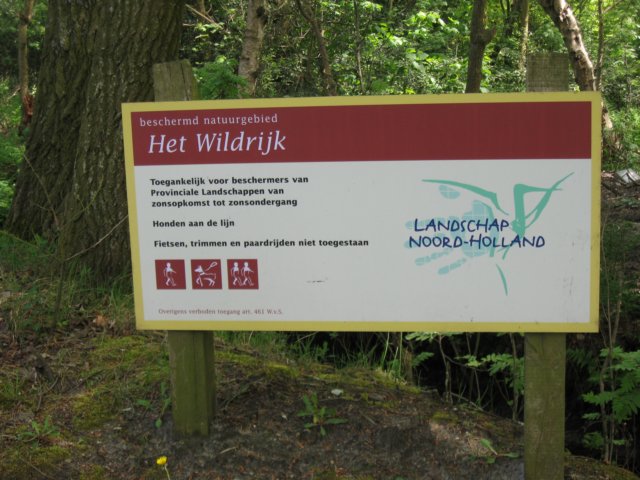 beschermd natuurgebied
Het Wildrijk
Toegankelijk voor beschermers van
Provinciale Landschappen van
zonsopkomst tot zonsondergang
Honden aan de lijn
Fietsen, trimmen en paardrijden niet toegestaan
LANDSCHAP
NOORD-HOLLAND
Overigens verboden toegang art. 461 W.v.S.